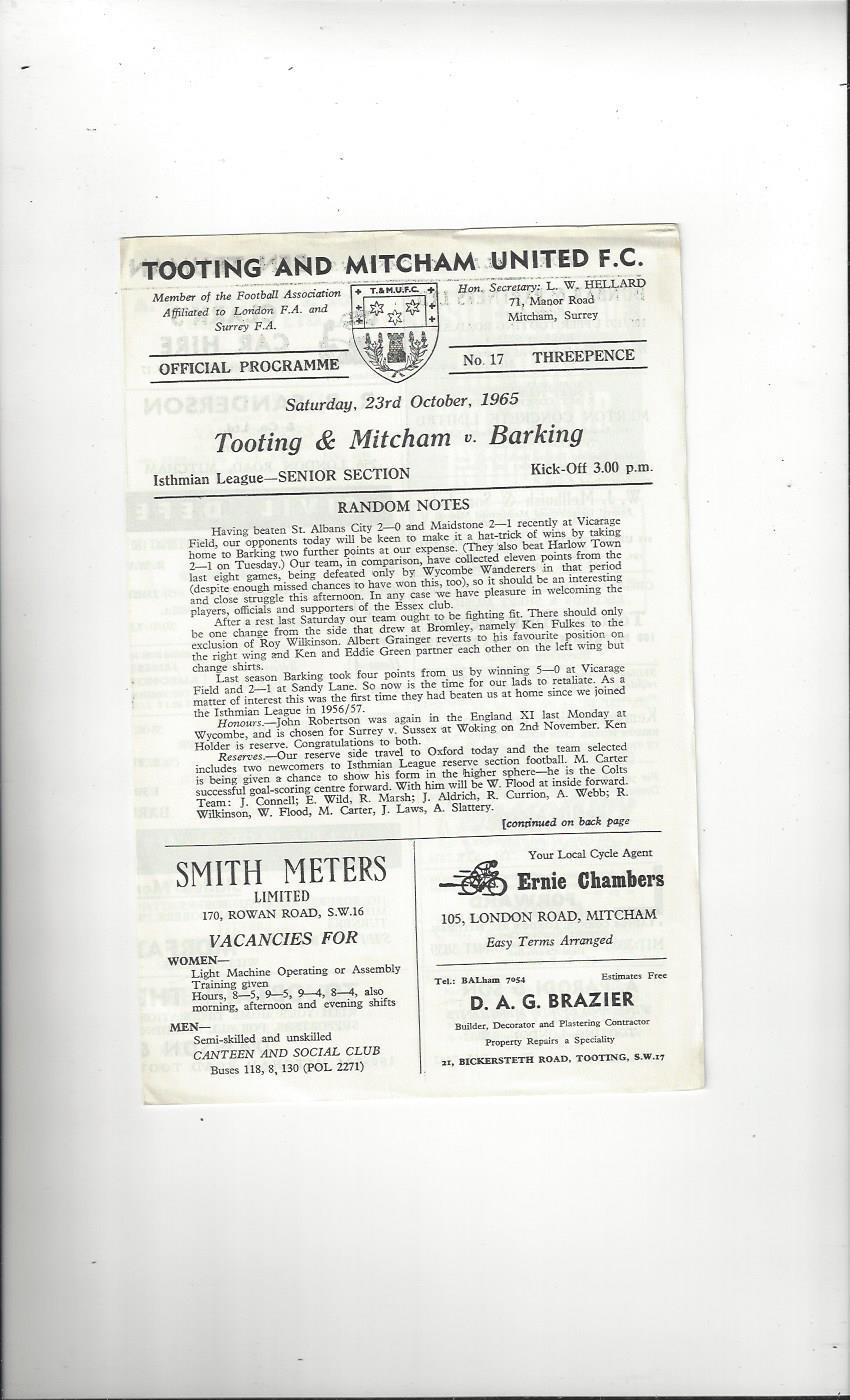 TOOTING AND MITCHAM UNITED F.C.
Member of the Football Association
Affiliated to London F.A. and
Surrey F.A.
T.&M.U.F.C.
Hon. Secretary: L. W. HELLARD
71, Manor Road
Mitcham, Surrey
OFFICIAL PROGRAMME
No. 17 THREEPENCE
Saturday, 23rd October, 1965
Tooting & Mitcham v. Barking
Isthmian League—SENIOR SECTION
Kick-Off 3.00 p.m.
RANDOM NOTES
Having beaten St. Albans City 2—0 and Maidstone 2—1 recently at Vicarage
Field, our opponents today will be keen to make it a hat-trick of wins by taking
home to Barking two further points at our expense. (They also beat Harlow Town
2—1 on Tuesday.) Our team, in comparison, have collected eleven points from the
last eight games, being defeated only by Wycombe Wanderers in that period
(despite enough missed chances to have won this, too), so it should be an interesting
and close struggle this afternoon. In any case we have pleasure in welcoming the
players, officials and supporters of the Essex club.
After a rest last Saturday our team ought to be fighting fit. There should only
be one change from the side that drew at Bromley, namely Ken Fulkes to the
exclusion of Roy Wilkinson. Albert Grainger reverts to his favourite position on
the right wing and Ken and Eddie Green partner each other on the left wing but
change shirts.
Last season Barking took four points from us by winning 5—0 at Vicarage
Field and 2—1 at Sandy Lane. So now is the time for our lads to retaliate. As a
matter of interest this was the first time they had beaten us at home since we joined
the Isthmian League in 1956/57.
Honours.—John Robertson was again in the England XI last Monday at
Wycombe, and is chosen for Surrey v. Sussex at Woking on 2nd November. Ken
Holder is reserve. Congratulations to both.
Reserves.—Our reserve side travel to Oxford today and the team selected
includes two newcomers to Isthmian League reserve section football. M. Carter
is being given a chance to show his form in the higher sphere—he is the Colts
successful goal-scoring centre forward. With him will be W. Flood at inside forward.
Team: J. Connell; E. Wild, R. Marsh; J. Aldrich, R. Currion, A. Webb; R.
Wilkinson, W. Flood, M. Carter, J. Laws, A. Slattery.
[continued on back page
SMITH METERS
LIMITED
170, ROWAN ROAD, S.W.16
VACANCIES FOR
WOMEN—
Light Machine Operating or Assembly
Training given
Hours, 8—5, 9—5, 9—4, 8—4, also
morning, afternoon and evening shifts
MEN—
Semi-skilled and unskilled
CANTEEN AND SOCIAL CLUB
Buses 118, 8, 130 (POL 2271)
Your Local Cycle Agent
Ernie Chambers
105, LONDON ROAD, MITCHAM
Easy Terms Arranged
Tel.: BALham 7054
Estimates Free
D. A. G. BRAZIER
Builder, Decorator and Plastering Contractor
Property Repairs a Speciality
21, BICKERSTETH ROAD, TOOTING, S.W.17